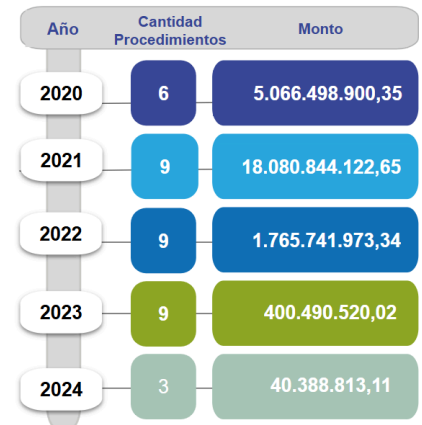 Año Cantidad Procedimientos Monto
2020 6 5.066.498.900,35
2021 9 18.080.844.122,65
2022 9 1.765.741.973,34
2023 9 400.490.520,02
2024 3 40.388.813,11